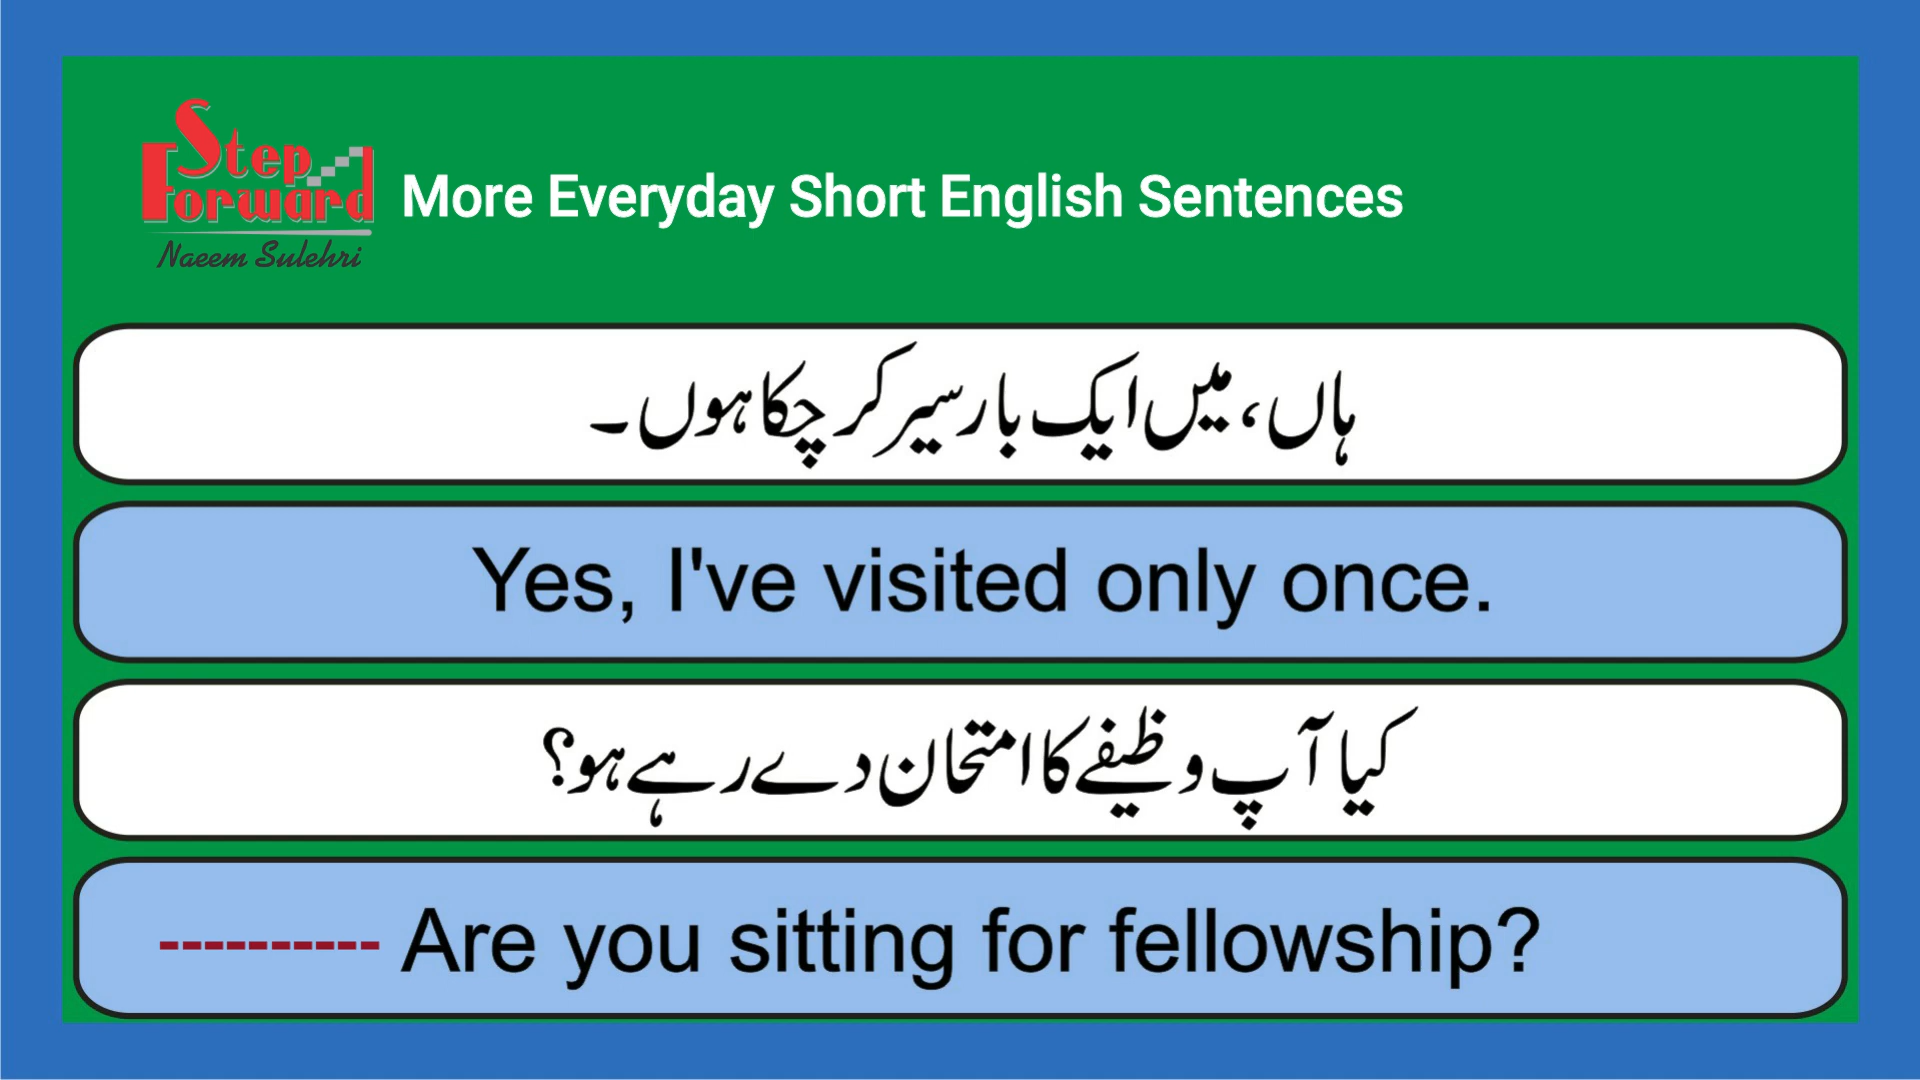 Step
Forward
Naeem Sulehri
More Everyday Short English Sentences
ہاں، میں ایک بار سیر کر چکا ہوں۔
Yes, I've visited only once.
کیا آپ وظیفے کا امتحان دے رہے ہو؟
---------- Are you sitting for fellowship?